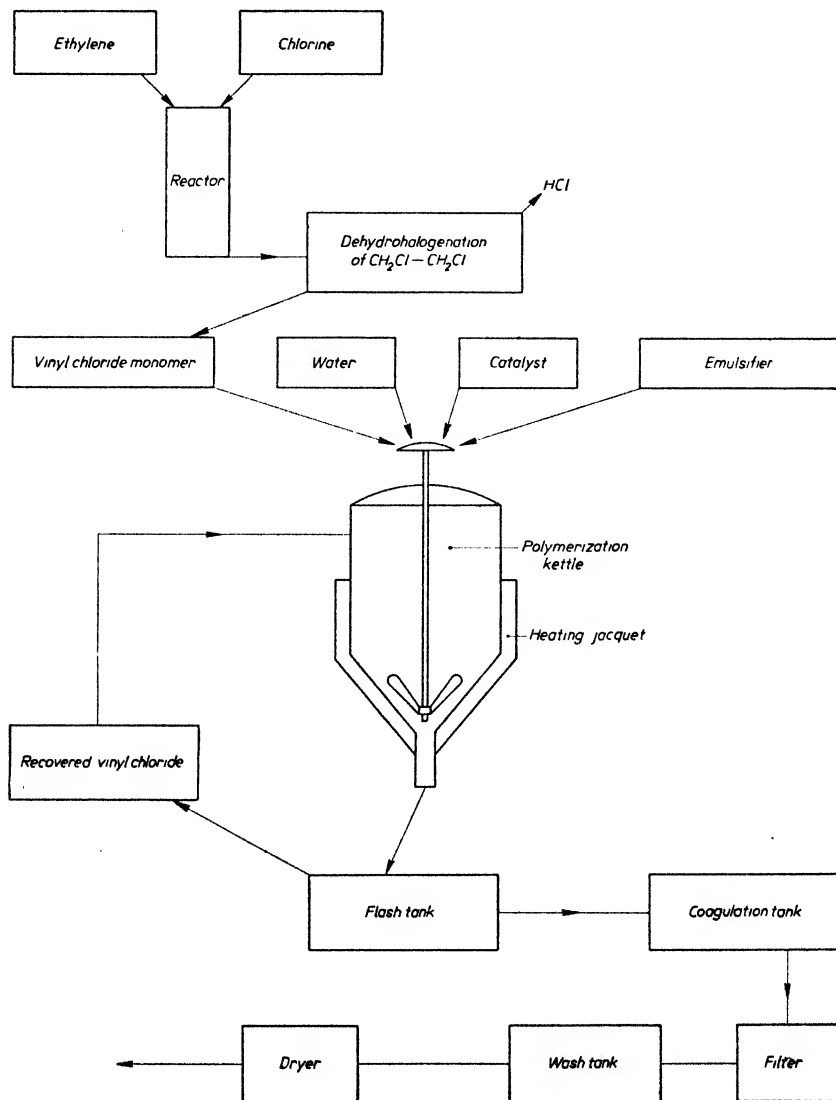 Ethylene
Chlorine
Reactor
HCl
Dehydrohalogenation
of CH₂Cl — CH₂Cl
Vinyl chloride monomer
Water
Catalyst
Emulsifier
Polymerization
kettle
Heating jacquet
Recovered vinyl chloride
Flash tank
Coagulation tank
Dryer
Wash tank
Filter